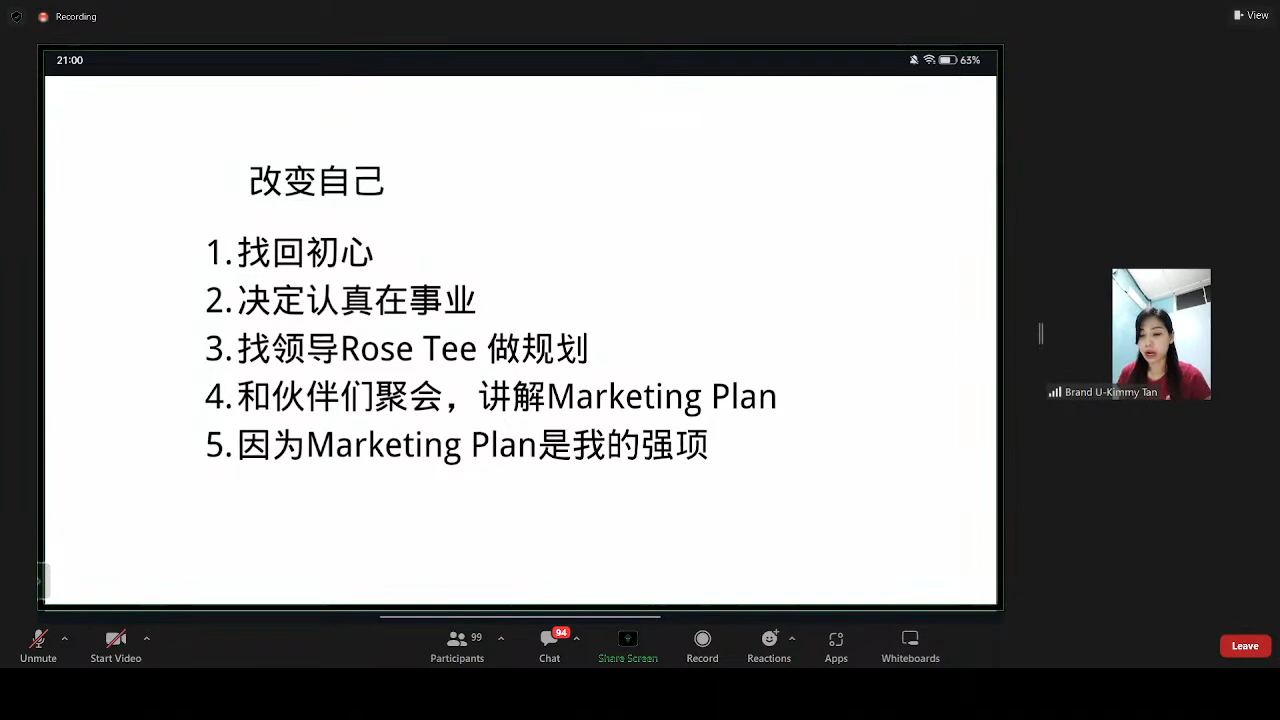 Recording
View
21:00
63%
改变自己
1.找回初心
2.决定认真在事业
3.找领导Rose Tee 做规划
4.和伙伴们聚会，讲解Marketing Plan
5.因为Marketing Plan是我的强项
Brand U-Kimmy Tan
99
94
Unmute
Start Video
Participants
Chat
Share Screen
Record
Reactions
Apps
Whiteboards
Leave